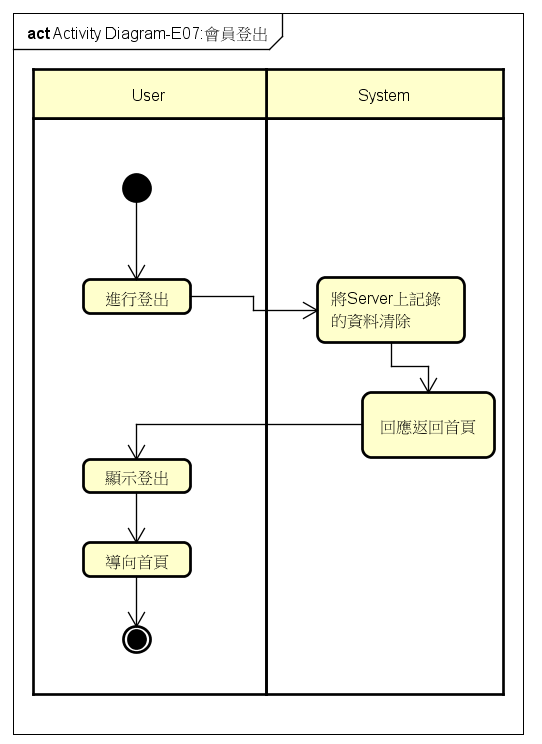 act Activity Diagram-E07:會員登出
User
System
進行登出
將Server上記錄
的資料清除
回應返回首頁
顯示登出
導向首頁